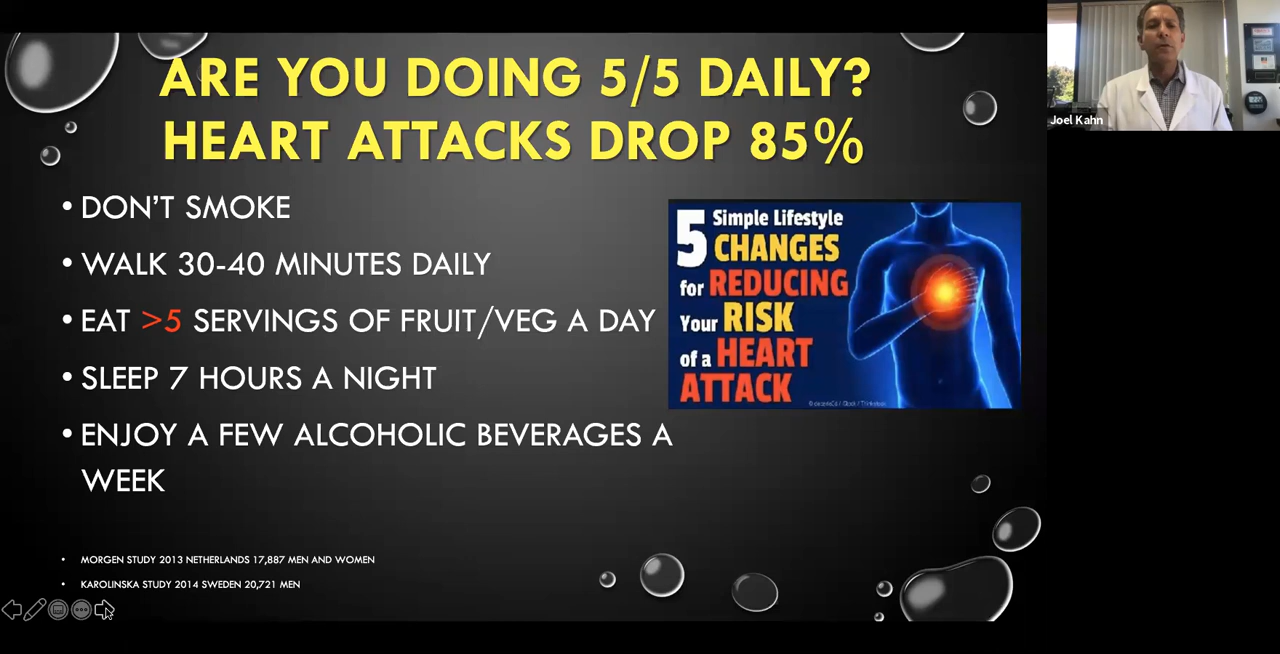 ARE YOU DOING 5/5 DAILY?
HEART ATTACKS DROP 85%
• DON'T SMOKE
• WALK 30-40 MINUTES DAILY
• EAT >5 SERVINGS OF FRUIT/VEG A DAY
• SLEEP 7 HOURS A NIGHT
• ENJOY A FEW ALCOHOLIC BEVERAGES A
WEEK
• MORGEN STUDY 2013 NETHERLANDS 17,887 MEN AND WOMEN
• KAROLINSKA STUDY 2014 SWEDEN 20,721 MEN
5 Simple Lifestyle
CHANGES
for REDUCING
Your RISK
of a HEART
ATTACK
Joel Kahn